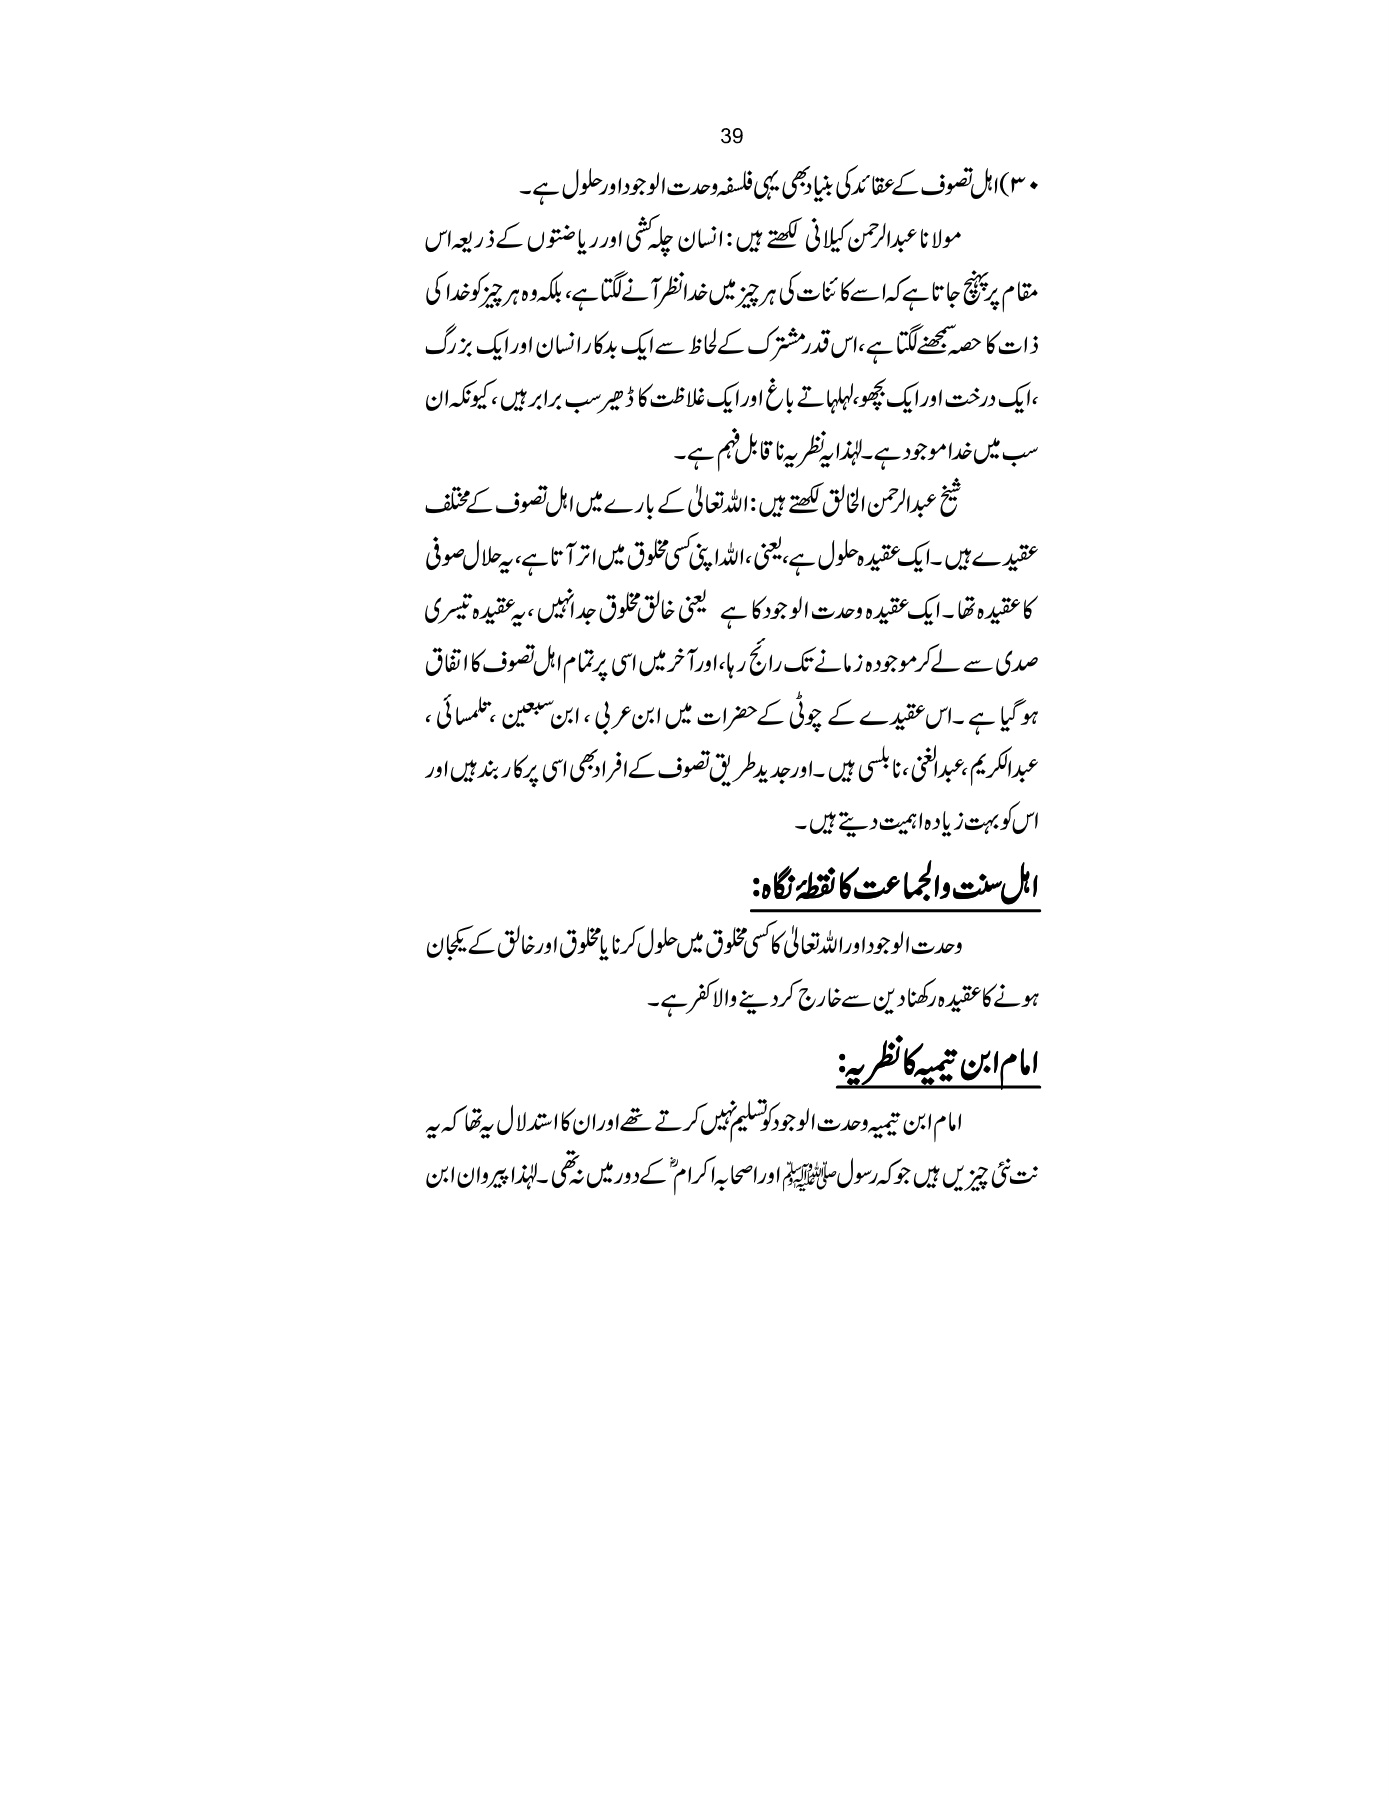 39
۳۰)اہل تصوف کے عقائد کی بنیاد بھی یہی فلسفہ وحدت الوجود اور حلول ہے۔
مولانا عبدالرحمن کیلانی لکھتے ہیں: انسان چلہ کشی اور ریاضتوں کے ذریعہ اس
مقام پر پہنچ جاتا ہے کہ اسے کائنات کی ہر چیز میں خدا نظر آنے لگتا ہے، بلکہ وہ ہر چیز کو خدا کی
ذات کا حصہ سمجھنے لگتا ہے،اس قدر مشترک کے لحاظ سے ایک بدکار انسان اور ایک بزرگ
،ایک درخت اور ایک بچھو،لہلہاتے باغ اور ایک غلاظت کا ڈھیر سب برابر ہیں، کیونکہ ان
سب میں خدا موجود ہے۔لہٰذا یہ نظریہ ناقابل فہم ہے۔
شیخ عبدالرحمن الخالق لکھتے ہیں: اللہ تعالیٰ کے بارے میں اہل تصوف کے مختلف
عقیدے ہیں۔ایک عقیدہ حلول ہے،یعنی،اللہ اپنی کسی مخلوق میں اتر آتا ہے،یہ حلال صوفی
کا عقیدہ تھا۔ایک عقیدہ وحدت الوجود کا ہے یعنی خالق مخلوق جدا نہیں، یہ عقیدہ تیسری
صدی سے لے کر موجودہ زمانے تک رائج رہا،اور آخر میں اسی پر تمام اہل تصوف کا اتفاق
ہو گیا ہے۔اس عقیدے کے چوٹی کے حضرات میں ابن عربی، ابن سبعین، تلمسائی،
عبدالکریم،عبدالغنی،نابلسی ہیں۔اور جدید طریق تصوف کے افراد بھی اسی پر کاربند ہیں اور
اس کو بہت زیادہ اہمیت دیتے ہیں۔
اہل سنت والجماعت کا نقطۂ نگاہ:
وحدت الوجود اور اللہ تعالیٰ کا کسی مخلوق میں حلول کرنا یا مخلوق اور خالق کے یکجان
ہونے کا عقیدہ رکھنا دین سے خارج کر دینے والا کفر ہے۔
امام ابن تیمیہ کا نظریہ:
امام ابن تیمیہ وحدت الوجود کو تسلیم نہیں کرتے تھے اور ان کا استدلال یہ تھا کہ یہ
نت نئی چیزیں ہیں جو کہ رسول ﷺ اور اصحابہ اکرامؓ کے دور میں نہ تھی۔لہٰذا پیروان ابن